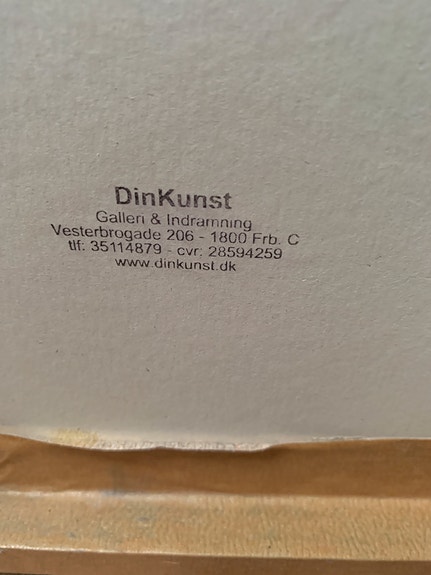 DinKunst
Galleri & Indramning
Vesterbrogade 206 - 1800 Frb. C
tlf: 35114879 - cvr: 28594259
www.dinkunst.dk